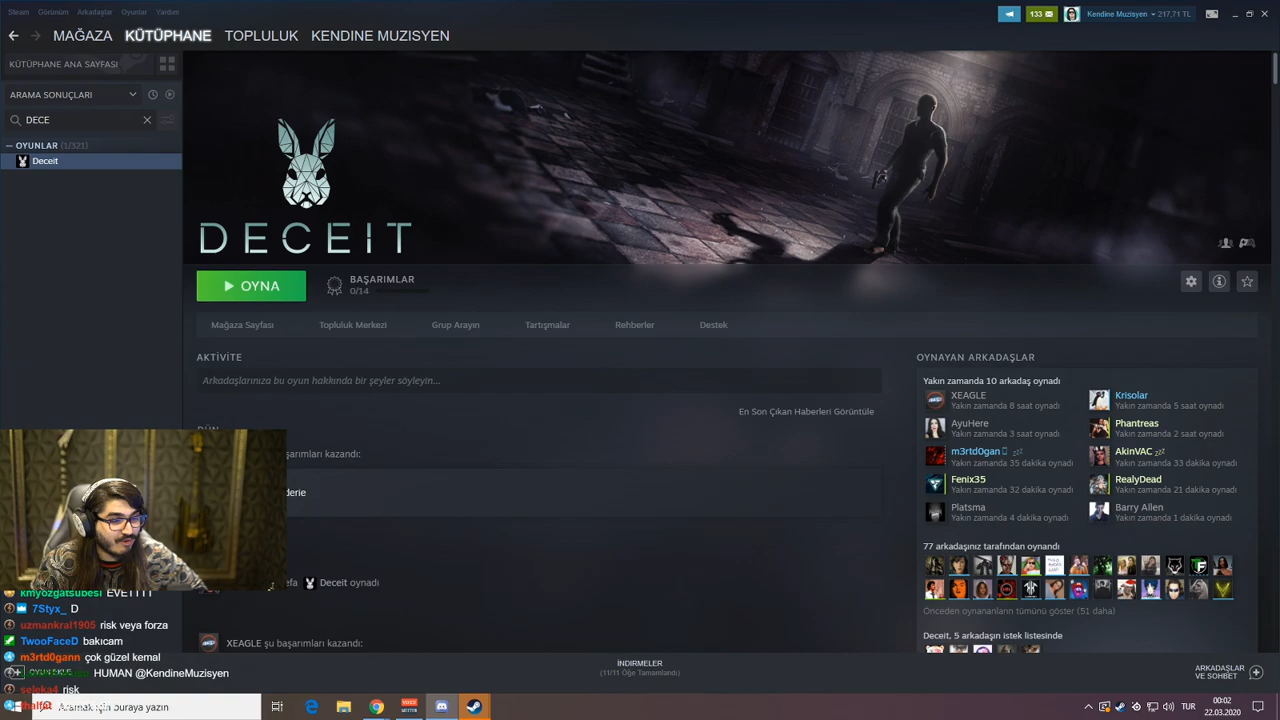 Steam Görünüm Arkadaşlar Oyunlar Yardım
133
Kendine Muzisyen
217,71 TL
MAĞAZA KÜTÜPHANE TOPLULUK KENDINE MUZISYEN
KÜTÜPHANE ANA SAYFASI
ARAMA SONUÇLARI
DECE
OYUNLAR (1/321)
Deceit
DECEIT
OYNA
BAŞARIMLAR
0/14
Mağaza Sayfası Topluluk Merkezi Grup Arayın Tartışmalar Rehberler Destek
AKTİVİTE
Arkadaşlarınıza bu oyun hakkında bir şeyler söyleyin...
En Son Çıkan Haberleri Görüntüle
DÜN
başarımları kazandı:
derie
efa Deceit oynadı
XEAGLE şu başarımları kazandı:
OYNAYAN ARKADAŞLAR
Yakın zamanda 10 arkadaş oynadı
XEAGLE
Yakın zamanda 8 saat oynadı
Krisolar
Yakın zamanda 5 saat oynadı
AyuHere
Yakın zamanda 3 saat oynadı
Phantreas
Yakın zamanda 2 saat oynadı
m3rtd0gan
Yakın zamanda 35 dakika oynadı
AkinVAC
Yakın zamanda 33 dakika oynadı
Fenix35
Yakın zamanda 32 dakika oynadı
RealyDead
Yakın zamanda 21 dakika oynadı
Platsma
Yakın zamanda 4 dakika oynadı
Barry Allen
Yakın zamanda 1 dakika oynadı
77 arkadaşınız tarafından oynandı
Önceden oynananların tümünü göster (51 daha)
Deceit, 5 arkadaşın istek listesinde
kmyozgatsubesi EVETTTT
7Styx_ D
uzmankral1905 risk veya forza
TwooFaceD bakıcam
m3rtd0gann çok güzel kemal
HUMAN @KendineMuzisyen
seleka4 risk
İNDIRMELER
(11/11 Öğe Tamamlandı)
ARKADAŞLAR
VE SOHBET
Aramak için buraya yazın
00:02
22.03.2020